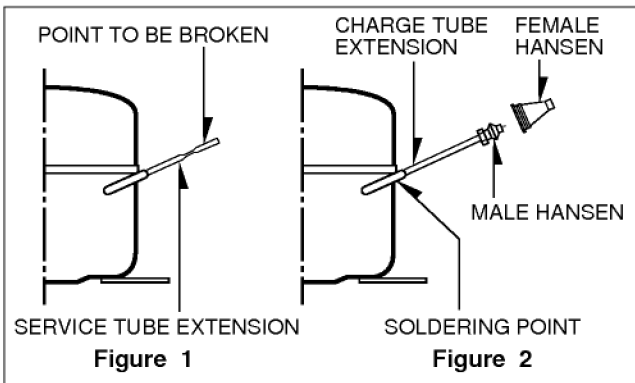 POINT TO BE BROKEN
SERVICE TUBE EXTENSION
Figure 1
CHARGE TUBE
EXTENSION
FEMALE
HANSEN
MALE HANSEN
SOLDERING POINT
Figure 2